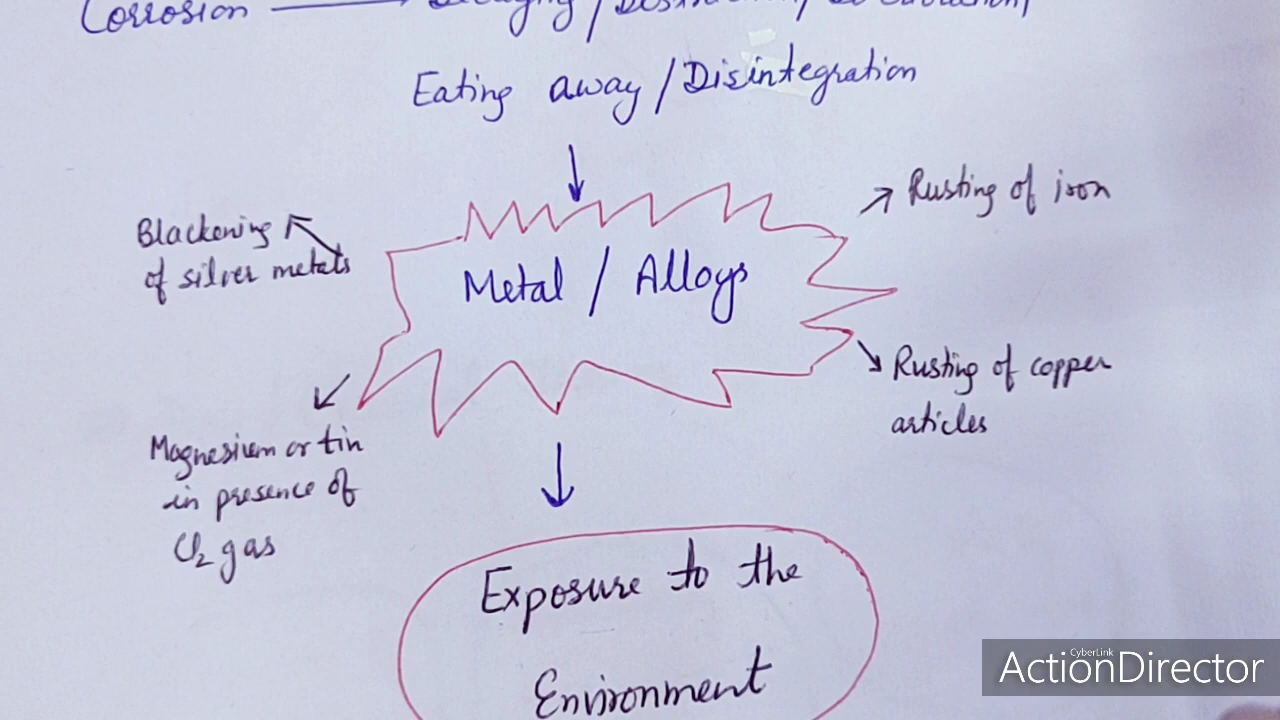 Corrosion
Eating away / Disintegration
Blackening
of silver metals
Rusting of iron
Metal / Alloys
Rusting of copper
articles
Magnesium or tin
in presence of
Cl2 gas
Exposure to the
Environment
CyberLink
ActionDirector